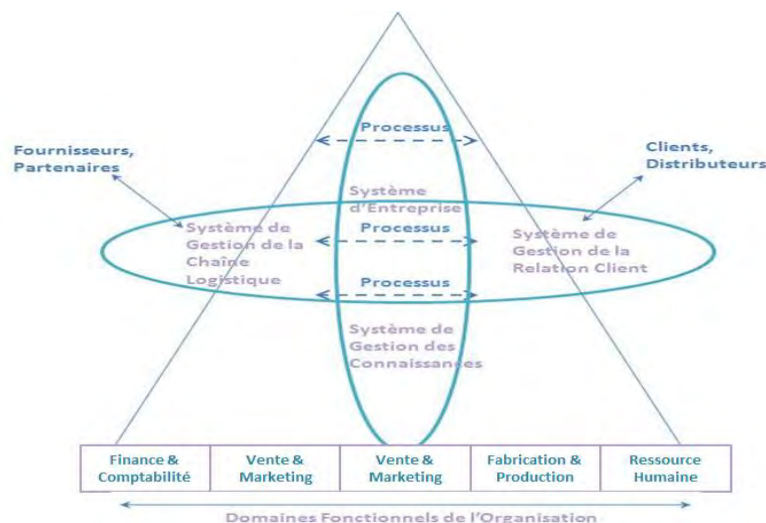 Processus
Fournisseurs,
Partenaires
Clients,
Distributeurs
Système
d'Entreprise
Système de
Gestion de la
Chaîne
Logistique
Processus
Système de
Gestion de la
Relation Client
Processus
Système de
Gestion des
Connaissances
Finance &
Comptabilité
Vente &
Marketing
Vente &
Marketing
Fabrication &
Production
Ressource
Humaine
Domaines Fonctionnels de l'Organisation